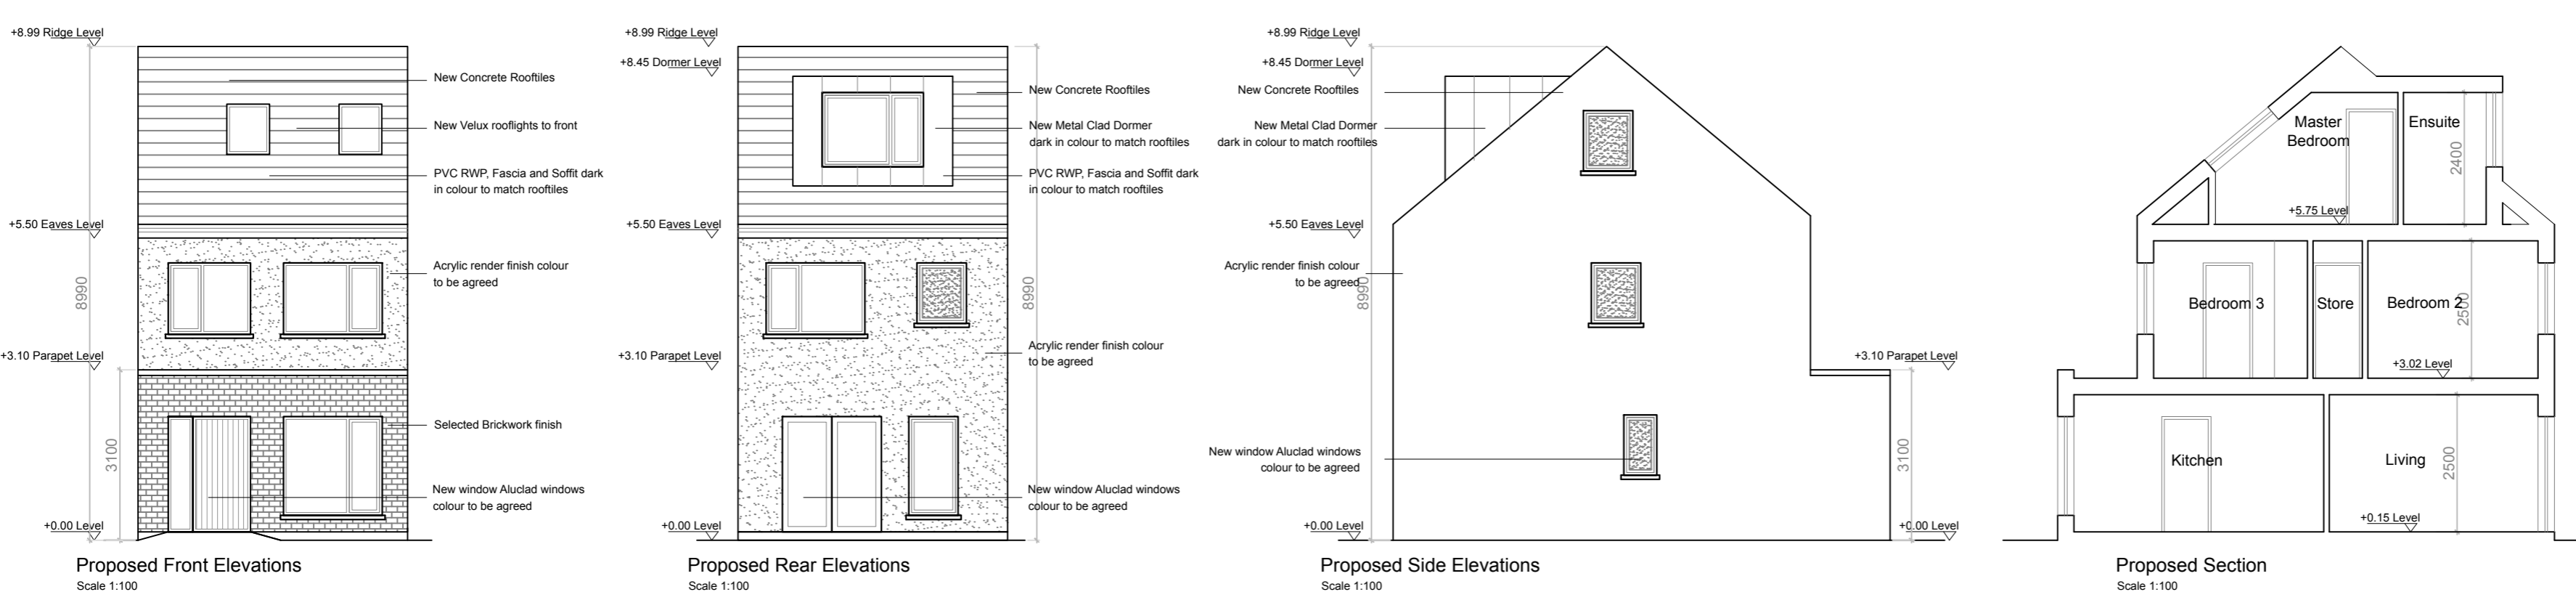 +8.99 Ridge Level
New Concrete Rooftiles
New Velux rooflights to front
PVC RWP, Fascia and Soffit dark
in colour to match rooftiles
+5.50 Eaves Level
Acrylic render finish colour
to be agreed
8990
+3.10 Parapet Level
3100
Selected Brickwork finish
New window Aluclad windows
colour to be agreed
+0.00 Level
Proposed Front Elevations
Scale 1:100
+8.99 Ridge Level
+8.45 Dormer Level
New Concrete Rooftiles
New Metal Clad Dormer
dark in colour to match rooftiles
PVC RWP, Fascia and Soffit dark
in colour to match rooftiles
+5.50 Eaves Level
8990
+3.10 Parapet Level
Acrylic render finish colour
to be agreed
New window Aluclad windows
colour to be agreed
+0.00 Level
Proposed Rear Elevations
Scale 1:100
+8.99 Ridge Level
+8.45 Dormer Level
New Concrete Rooftiles
New Metal Clad Dormer
dark in colour to match rooftiles
+5.50 Eaves Level
Acrylic render finish colour
to be agreed
8990
+3.10 Parapet Level
New window Aluclad windows
colour to be agreed
3100
+0.00 Level
+0.00 Level
Proposed Side Elevations
Scale 1:100
Master
Bedroom
Ensuite
2400
+5.75 Level
Bedroom 3
Store
Bedroom 2
2500
+3.02 Level
Kitchen
Living
2500
+0.15 Level
Proposed Section
Scale 1:100